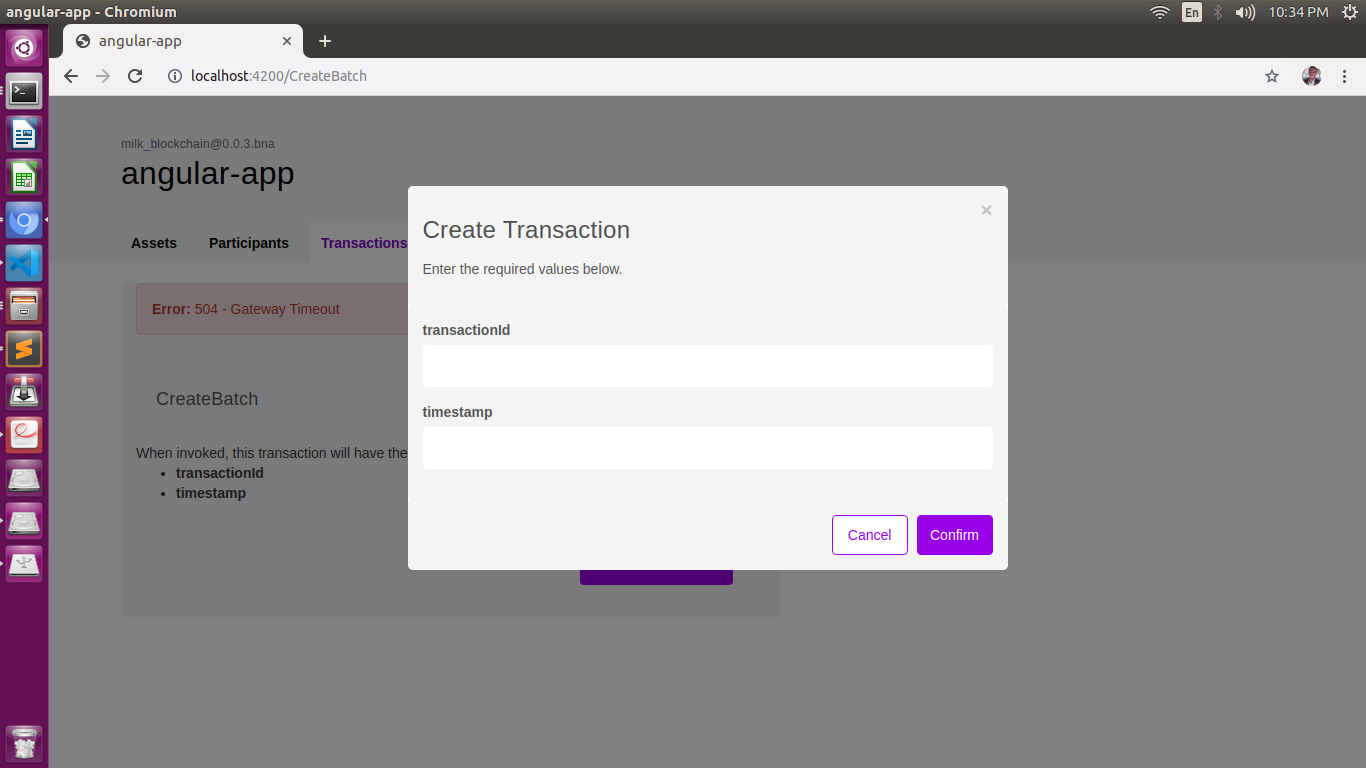 angular-app - Chromium
En
10:34 PM
angular-app
localhost:4200/CreateBatch
milk_blockchain@0.0.3.bna
angular-app
Assets
Participants
Transactions
Error: 504 - Gateway Timeout
CreateBatch
When invoked, this transaction will have the
• transactionId
• timestamp
×
Create Transaction
Enter the required values below.
transactionId
timestamp
Cancel
Confirm